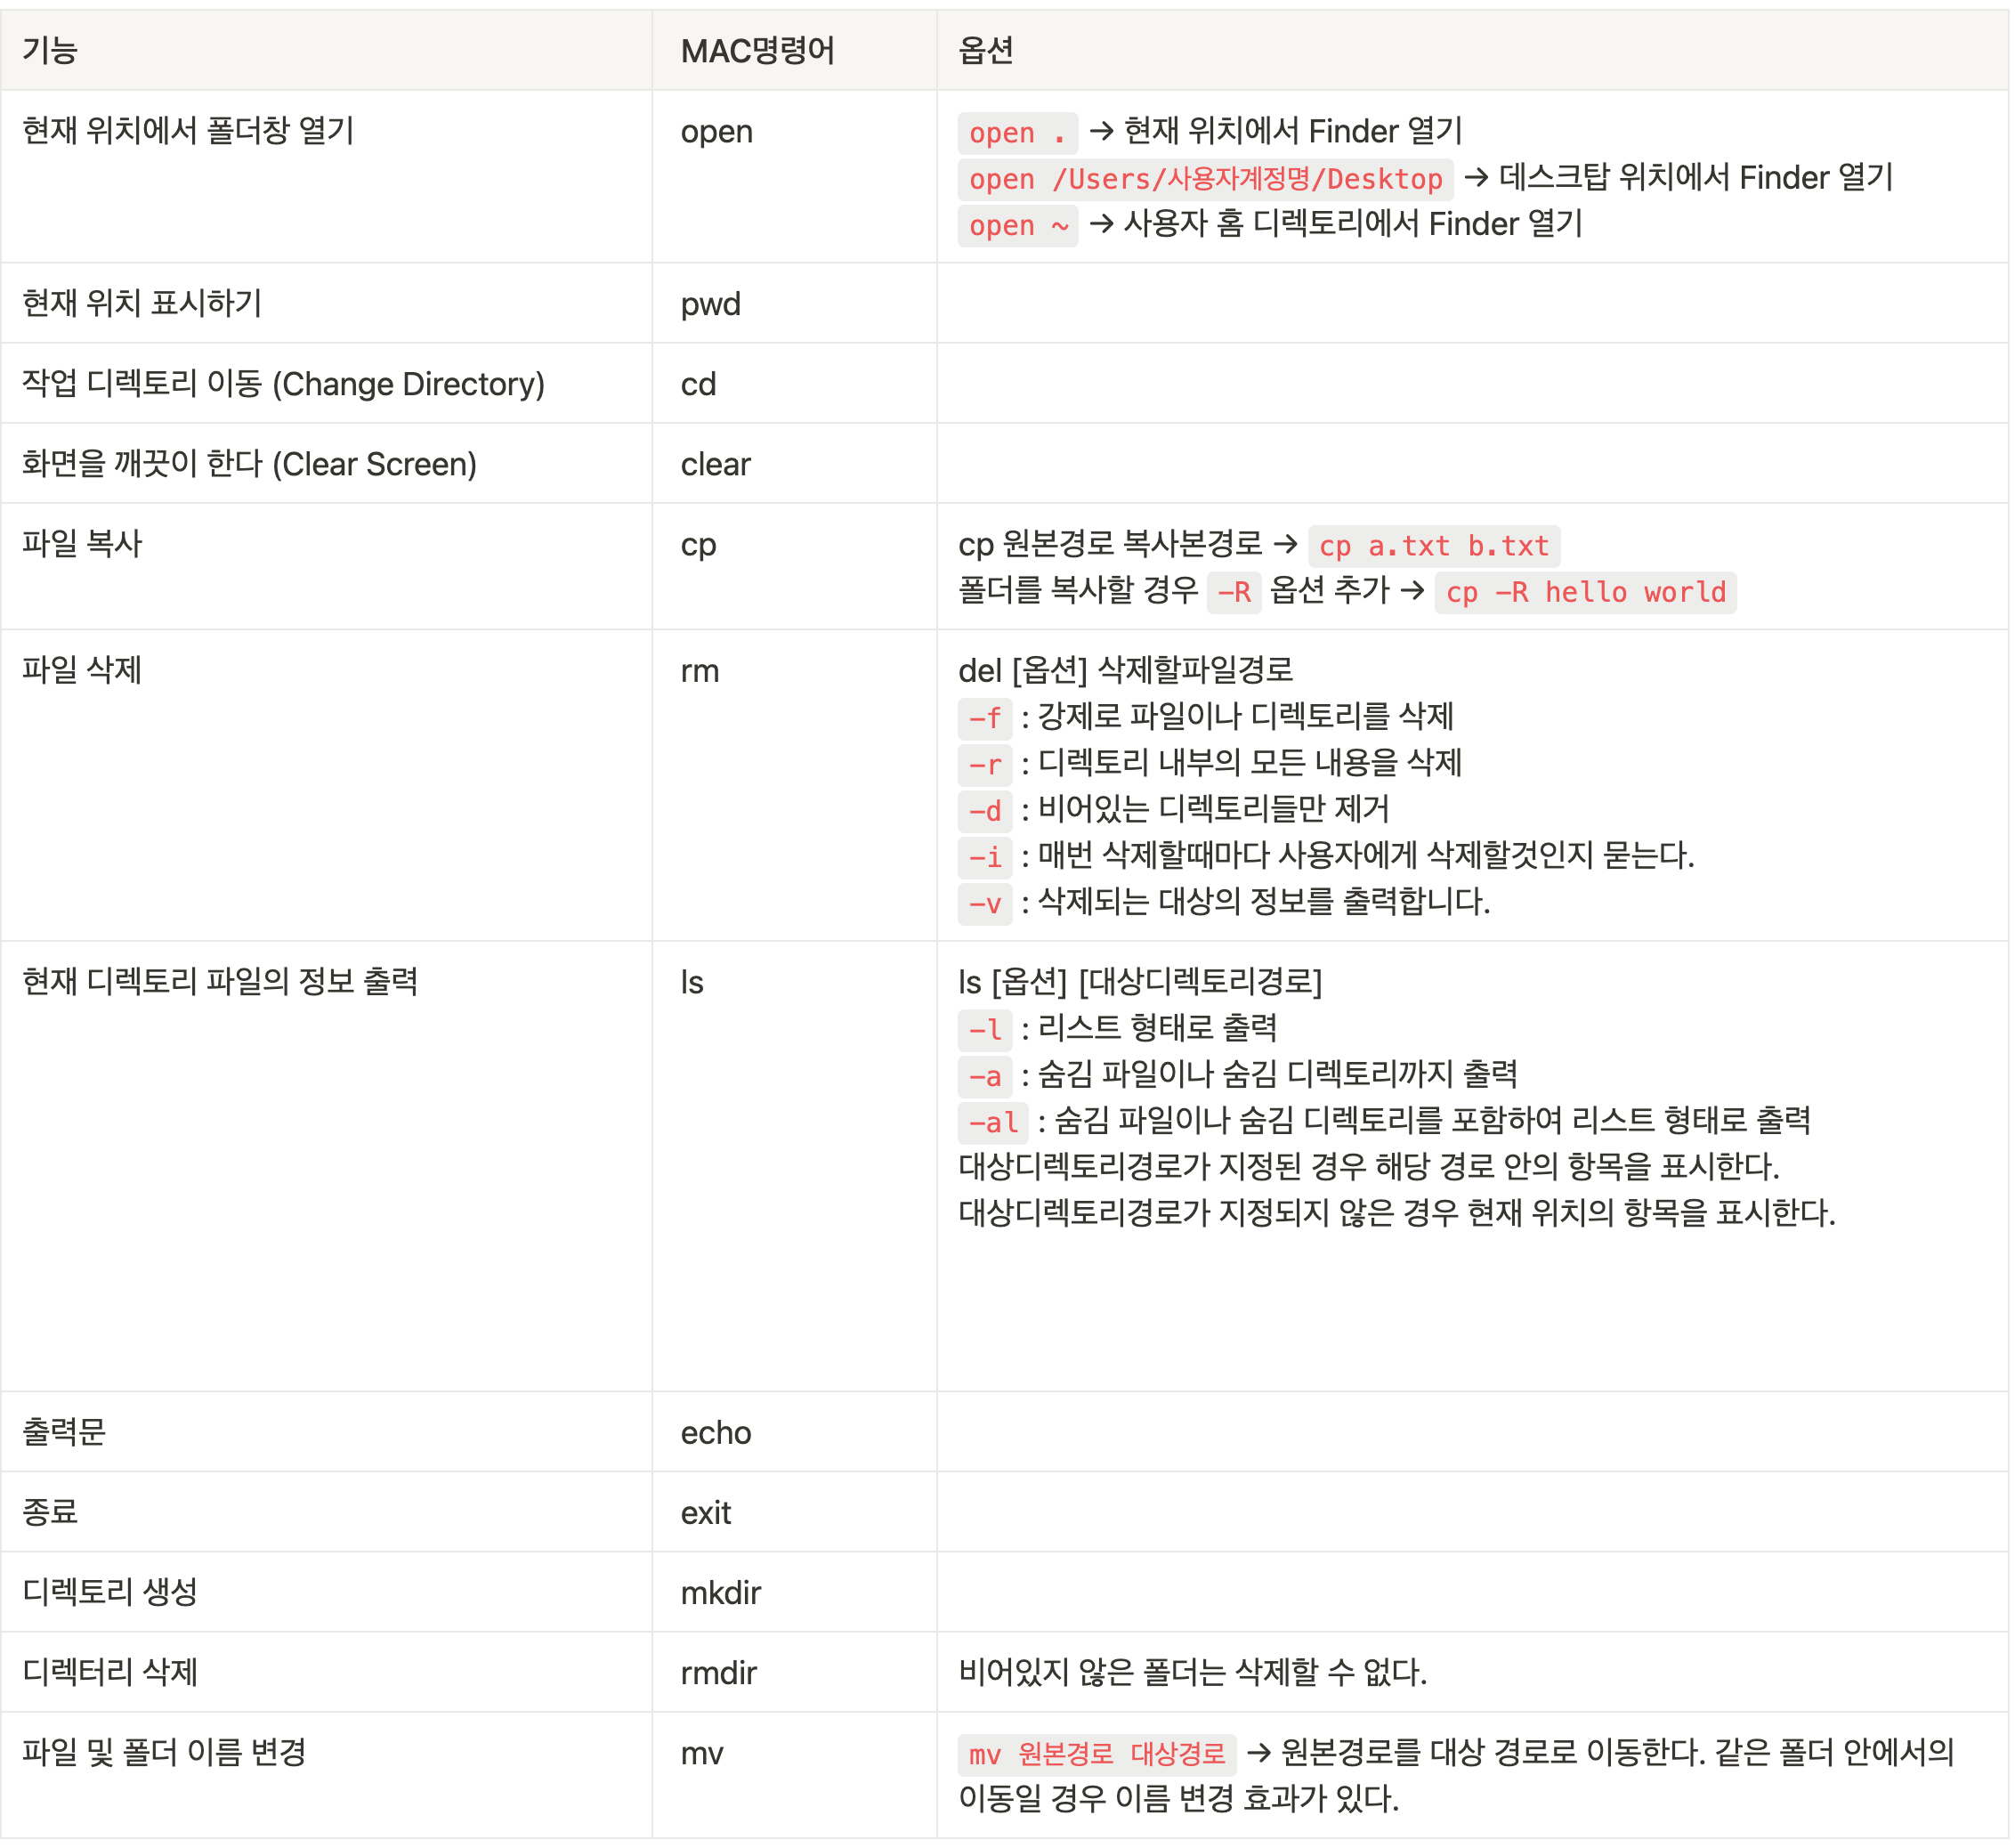 기능 MAC명령어 옵션
현재 위치에서 폴더창 열기 open open . → 현재 위치에서 Finder 열기
open /Users/사용자계정명/Desktop → 데스크탑 위치에서 Finder 열기
open ~ → 사용자 홈 디렉토리에서 Finder 열기
현재 위치 표시하기 pwd
작업 디렉토리 이동 (Change Directory) cd
화면을 깨끗이 한다 (Clear Screen) clear
파일 복사 cp cp 원본경로 복사본경로 → cp a.txt b.txt
폴더를 복사할 경우 -R 옵션 추가 → cp -R hello world
파일 삭제 rm del [옵션] 삭제할파일경로
-f : 강제로 파일이나 디렉토리를 삭제
-r : 디렉토리 내부의 모든 내용을 삭제
-d : 비어있는 디렉토리들만 제거
-i : 매번 삭제할때마다 사용자에게 삭제할것인지 묻는다.
-v : 삭제되는 대상의 정보를 출력합니다.
현재 디렉토리 파일의 정보 출력 ls ls [옵션] [대상디렉토리경로]
-l : 리스트 형태로 출력
-a : 숨김 파일이나 숨김 디렉토리까지 출력
-al : 숨김 파일이나 숨김 디렉토리를 포함하여 리스트 형태로 출력
대상디렉토리경로가 지정된 경우 해당 경로 안의 항목을 표시한다.
대상디렉토리경로가 지정되지 않은 경우 현재 위치의 항목을 표시한다.
출력문 echo
종료 exit
디렉토리 생성 mkdir
디렉터리 삭제 rmdir 비어있지 않은 폴더는 삭제할 수 없다.
파일 및 폴더 이름 변경 mv mv 원본경로 대상경로 → 원본경로를 대상 경로로 이동한다. 같은 폴더 안에서의
이동일 경우 이름 변경 효과가 있다.